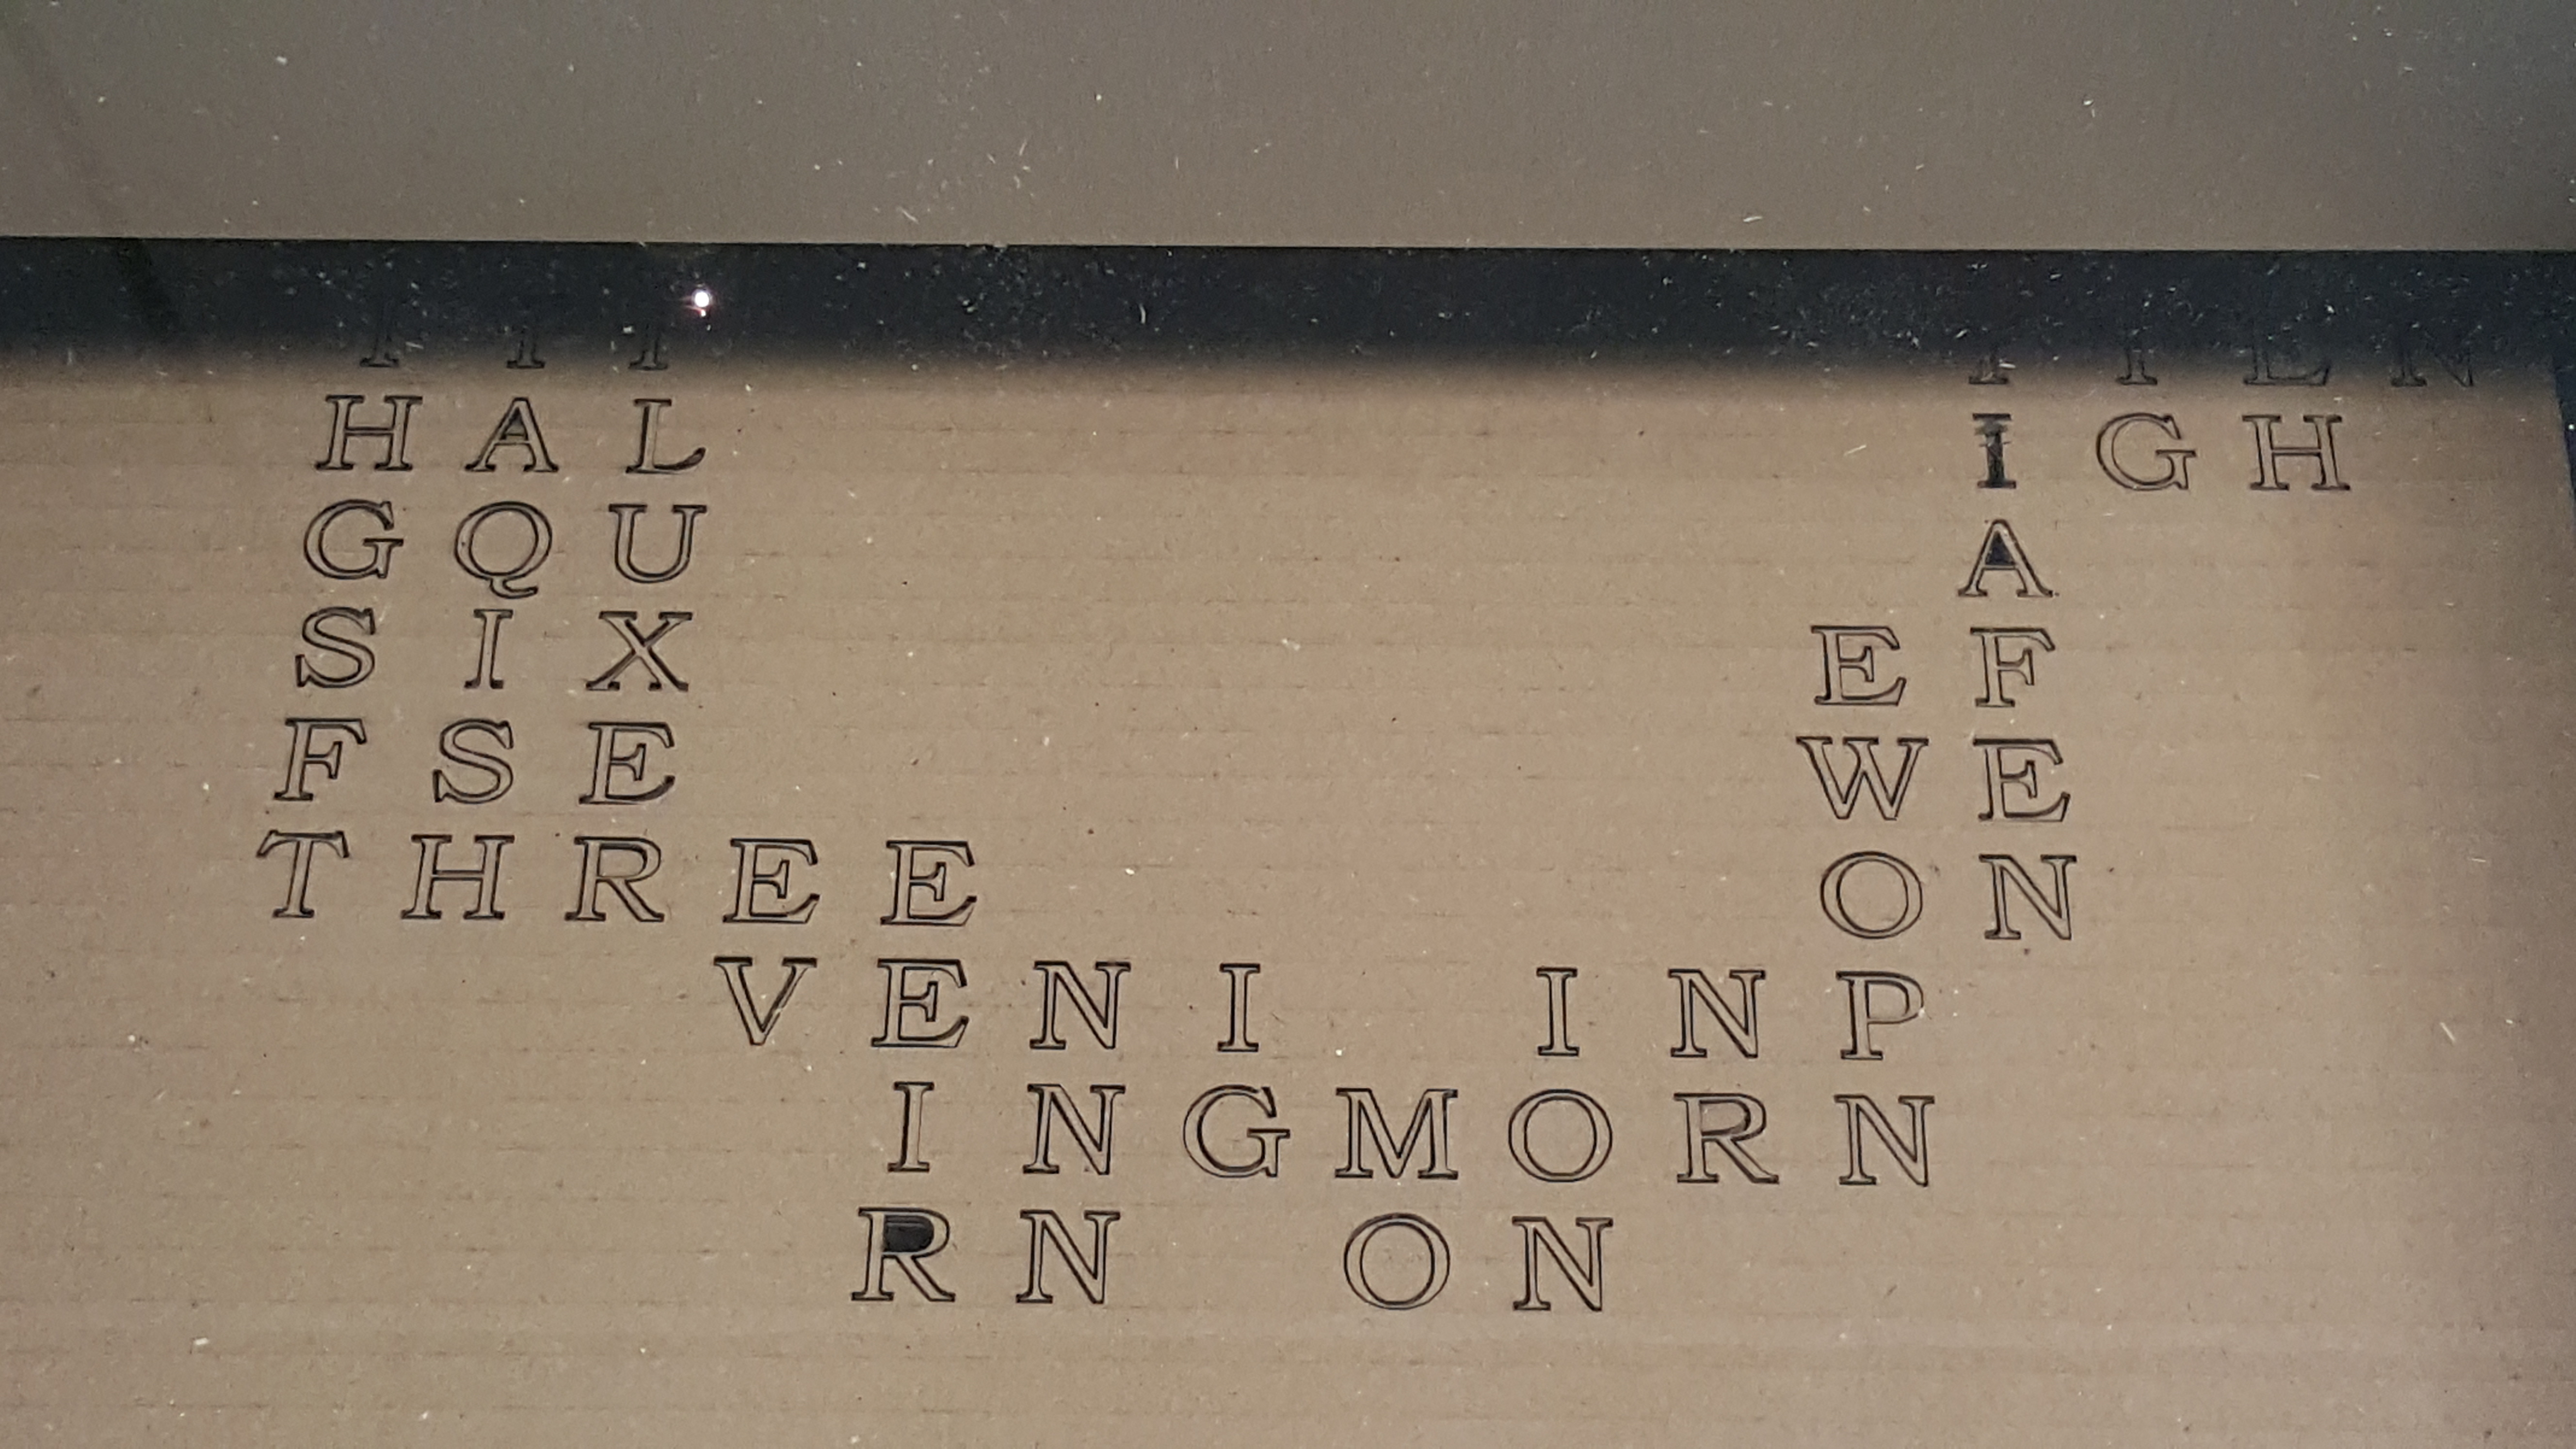 H A L I G H
G Q U A
S I X E F
F S E W E
T H R E E O N
V E N I I N P
I N G M O R N
R N O N